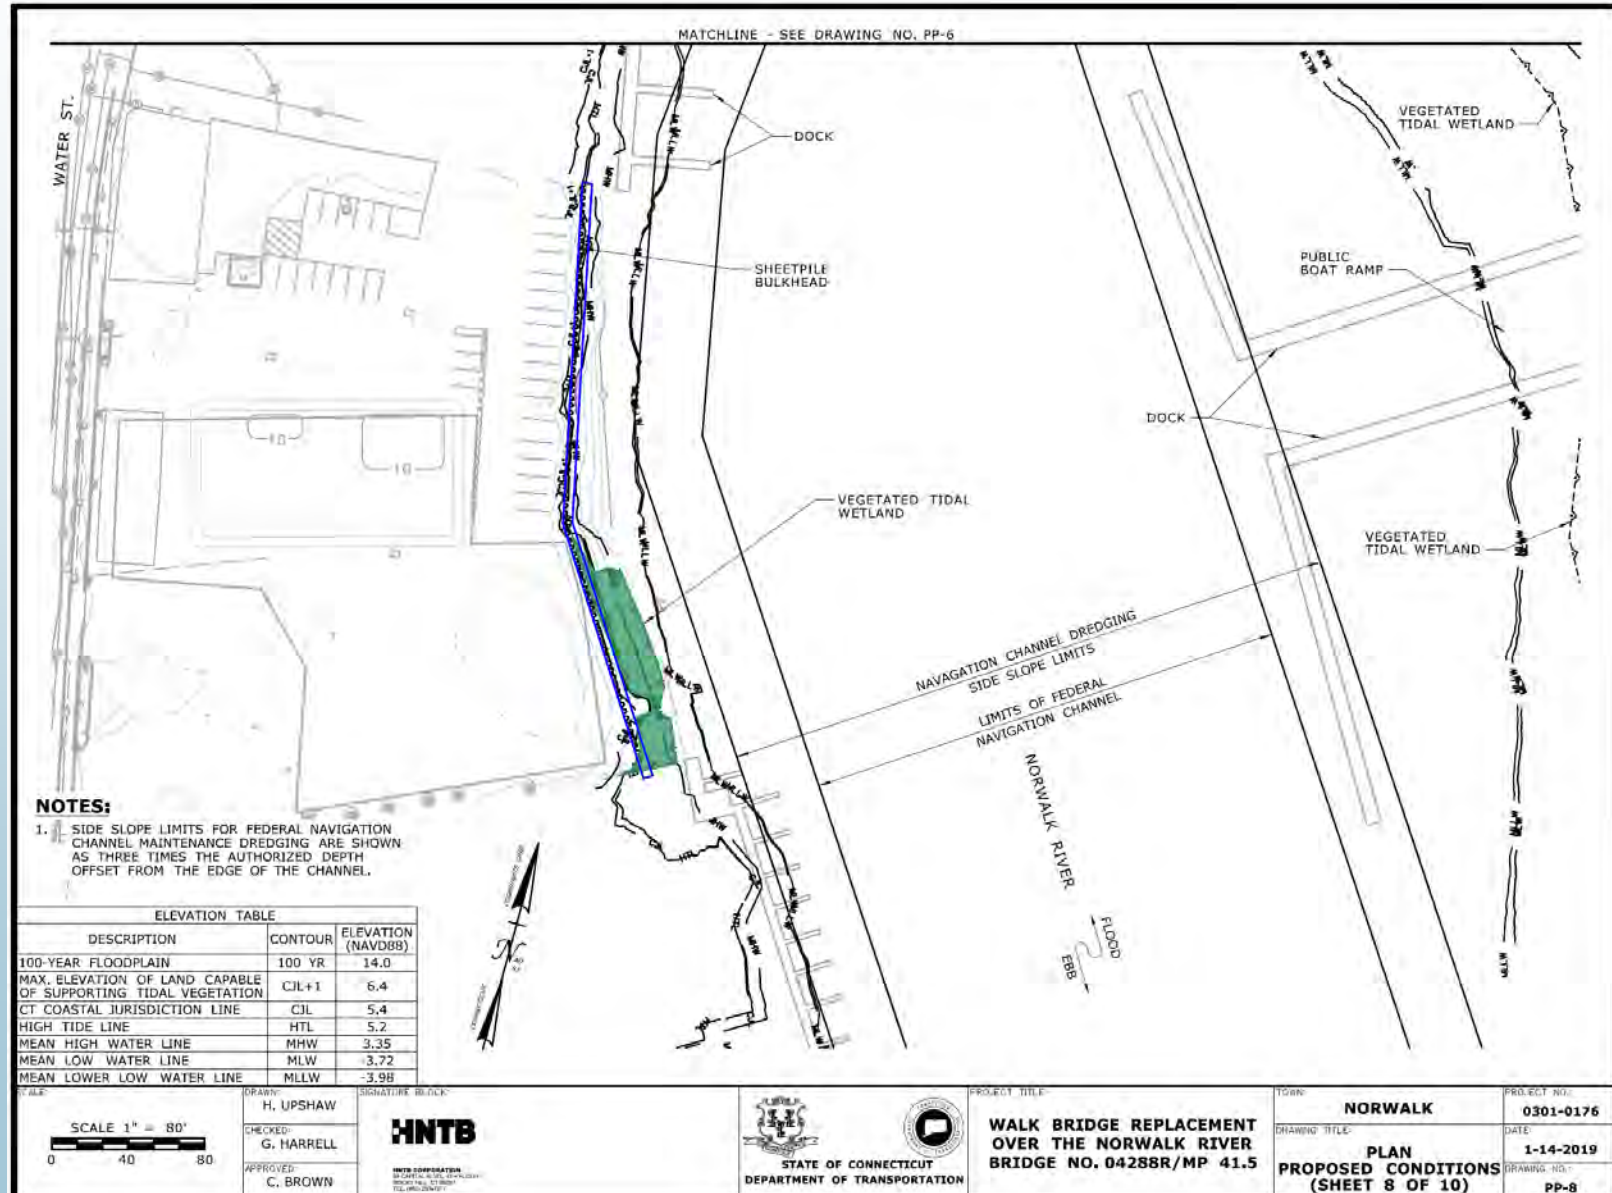 MATCHLINE - SEE DRAWING NO. PP-6
WATER ST.
DOCK
SHEETPILE
BULKHEAD
VEGETATED TIDAL
WETLAND
VEGETATED
TIDAL WETLAND
PUBLIC
BOAT RAMP
DOCK
VEGETATED
TIDAL WETLAND
NAVAGATION CHANNEL DREDGING
SIDE SLOPE LIMITS
LIMITS OF FEDERAL
NAVIGATION CHANNEL
NORWALK RIVER
FLOOD
EBB
HTL
MHW
MHW
HTL
MHW
MLLW
NOTES:
1. SIDE SLOPE LIMITS FOR FEDERAL NAVIGATION
CHANNEL MAINTENANCE DREDGING ARE SHOWN
AS THREE TIMES THE AUTHORIZED DEPTH
OFFSET FROM THE EDGE OF THE CHANNEL.
ELEVATION TABLE
DESCRIPTION CONTOUR ELEVATION (NAVD88)
100-YEAR FLOODPLAIN 100 YR 14.0
MAX. ELEVATION OF LAND CAPABLE
OF SUPPORTING TIDAL VEGETATION CJL+1 6.4
CT COASTAL JURISDICTION LINE CJL 5.4
HIGH TIDE LINE HTL 5.2
MEAN HIGH WATER LINE MHW 3.35
MEAN LOW WATER LINE MLW -3.72
MEAN LOWER LOW WATER LINE MLLW -3.98
SCALE:
SCALE 1" = 80'
0 40 80
DRAWN:
H. UPSHAW
CHECKED:
G. HARRELL
APPROVED:
C. BROWN
SIGNATURE BLOCK:
HNTB
HNTB CORPORATION
STATE OF CONNECTICUT
DEPARTMENT OF TRANSPORTATION
PROJECT TITLE:
WALK BRIDGE REPLACEMENT
OVER THE NORWALK RIVER
BRIDGE NO. 04288R/MP 41.5
TOWN:
NORWALK
DRAWING TITLE:
PLAN
PROPOSED CONDITIONS
(SHEET 8 OF 10)
PROJECT NO.:
0301-0176
DATE:
1-14-2019
DRAWING NO.:
PP-8